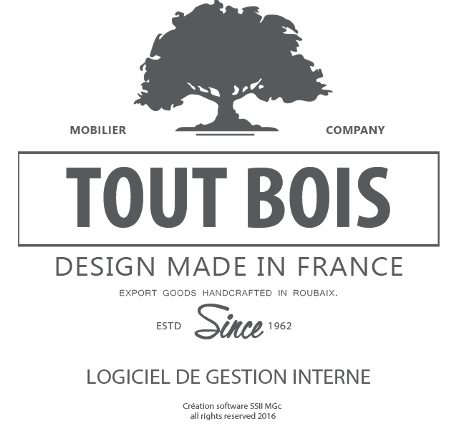 MOBILIER COMPANY
TOUT BOIS
DESIGN MADE IN FRANCE
EXPORT GOODS HANDCRAFTED IN ROUBAIX.
ESTD Since 1962
LOGICIEL DE GESTION INTERNE
Création software SSII MGc
all rights reserved 2016